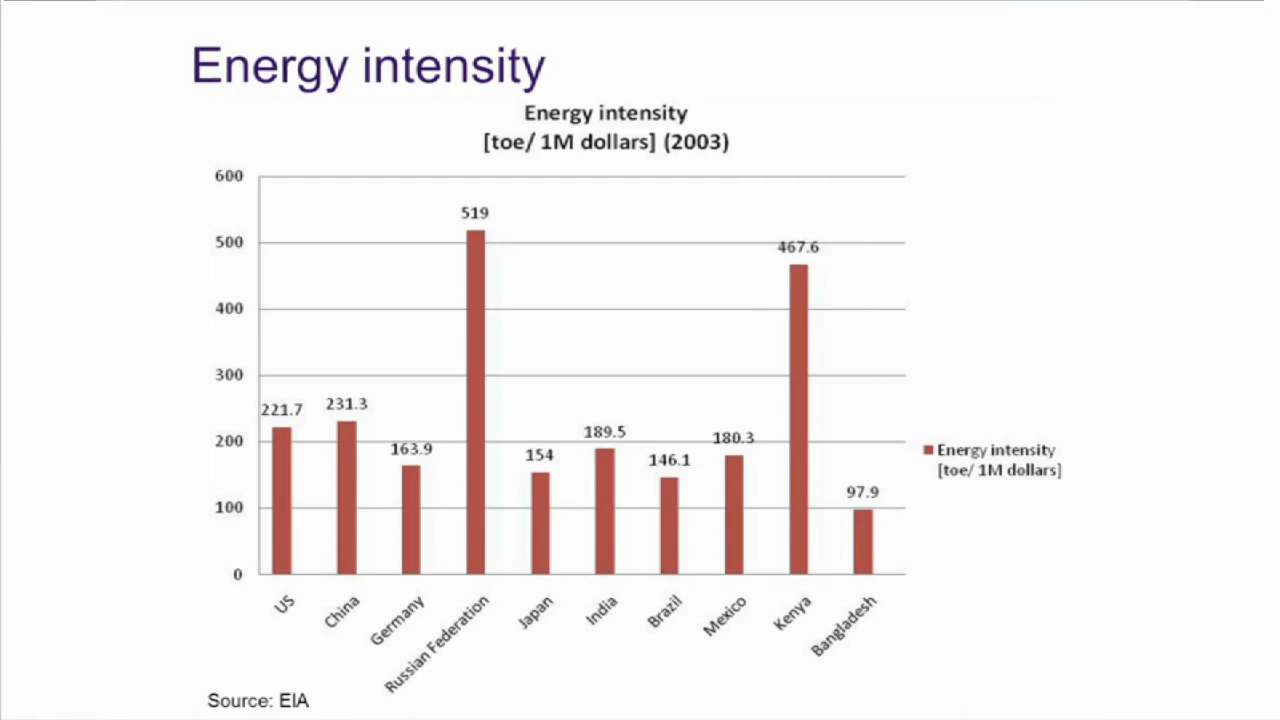 Energy intensity
Energy intensity
[toe/ 1M dollars] (2003)
600
500
400
300
200
100
0
221.7
231.3
163.9
519
154
189.5
146.1
180.3
467.6
97.9
US
China
Germany
Russian Federation
Japan
India
Brazil
Mexico
Kenya
Bangladesh
Energy intensity
[toe/ 1M dollars]
Source: EIA